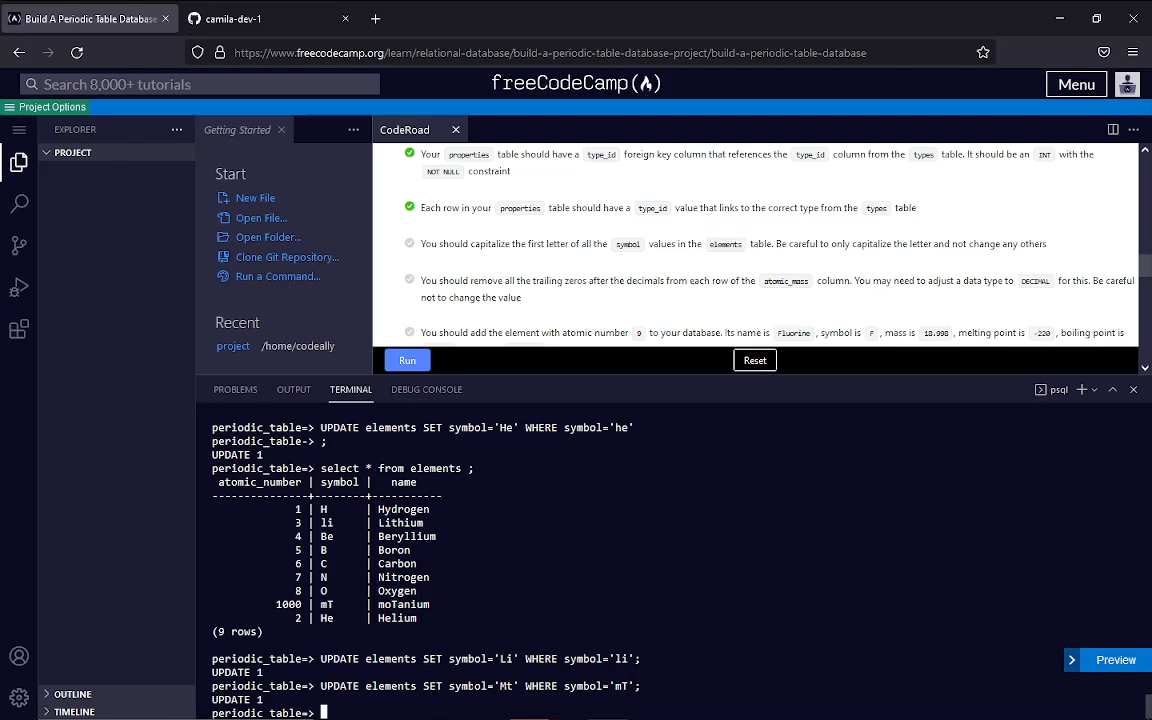 Build A Periodic Table Database
camila-dev-1
https://www.freecodecamp.org/learn/relational-database/build-a-periodic-table-database-project/build-a-periodic-table-database
Search 8,000+ tutorials
freeCodeCamp
Menu
Project Options
EXPLORER
PROJECT
OUTLINE
TIMELINE
Getting Started
Start
New File
Open File...
Open Folder...
Clone Git Repository...
Run a Command...
Recent
project /home/codeally
CodeRoad
Your properties table should have a type_id foreign key column that references the type_id column from the types table. It should be an INT with the
NOT NULL constraint
Each row in your properties table should have a type_id value that links to the correct type from the types table
You should capitalize the first letter of all the symbol values in the elements table. Be careful to only capitalize the letter and not change any others
You should remove all the trailing zeros after the decimals from each row of the atomic_mass column. You may need to adjust a data type to DECIMAL for this. Be careful
not to change the value
You should add the element with atomic number 9 to your database. Its name is Fluorine, symbol is F, mass is 18.998, melting point is -220, boiling point is
Run
Reset
PROBLEMS OUTPUT TERMINAL DEBUG CONSOLE
psql
periodic_table=> UPDATE elements SET symbol='He' WHERE symbol='he'
periodic_table-> ;
UPDATE 1
periodic_table=> select * from elements ;
atomic_number | symbol | name
---------------+--------+-----------
1 | H | Hydrogen
3 | li | Lithium
4 | Be | Beryllium
5 | B | Boron
6 | C | Carbon
7 | N | Nitrogen
8 | O | Oxygen
1000 | mT | moTanium
2 | He | Helium
(9 rows)
periodic_table=> UPDATE elements SET symbol='Li' WHERE symbol='li';
UPDATE 1
periodic_table=> UPDATE elements SET symbol='Mt' WHERE symbol='mT';
UPDATE 1
periodic_table=>
Preview